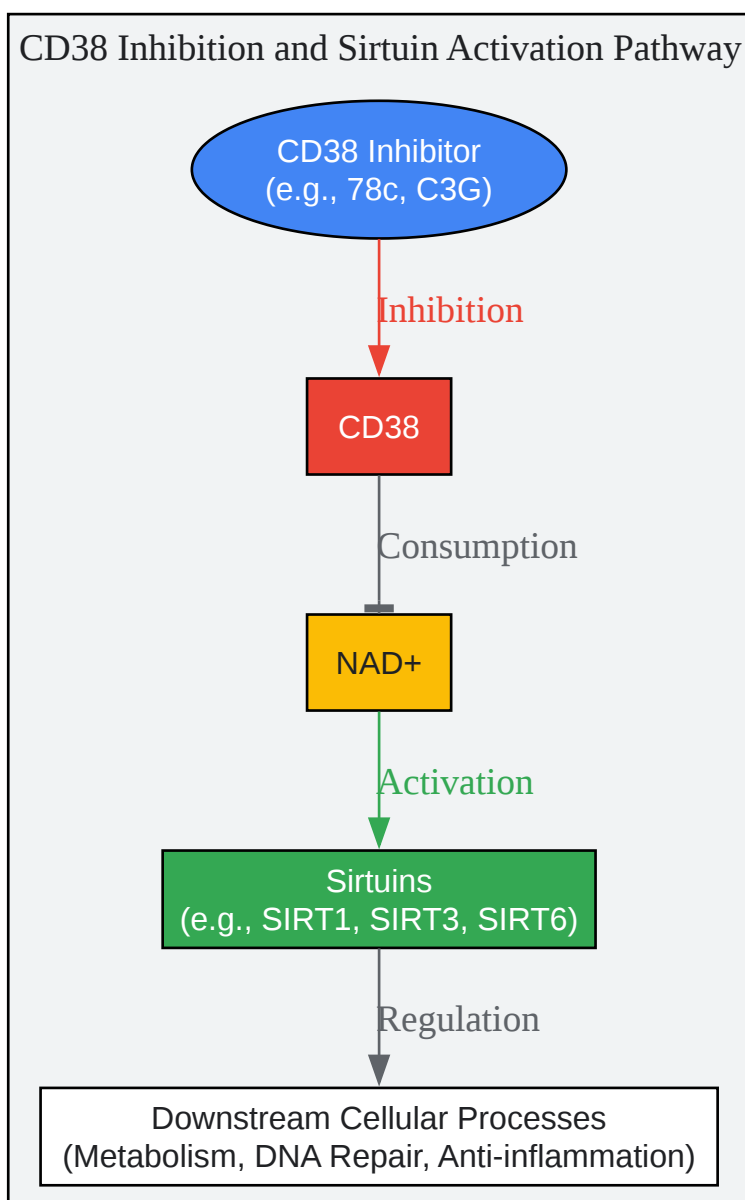 CD38 Inhibition and Sirtuin Activation Pathway
CD38 Inhibitor
(e.g., 78c, C3G)
Inhibition
CD38
Consumption
NAD+
Activation
Sirtuins
(e.g., SIRT1, SIRT3, SIRT6)
Regulation
Downstream Cellular Processes
(Metabolism, DNA Repair, Anti-inflammation)